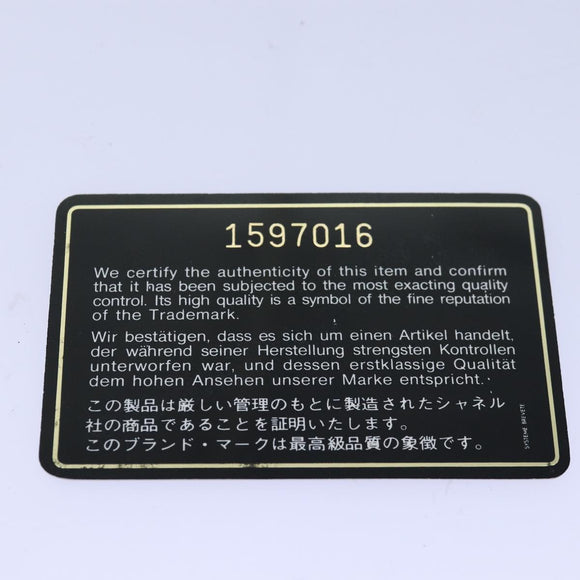 1597016
We certify the authenticity of this item and confirm
that it has been subjected to the most exacting quality
control. Its high quality is a symbol of the fine reputation
of the Trademark.
Wir bestätigen, dass es sich um einen Artikel handelt,
der während seiner Herstellung strengsten Kontrollen
unterworfen war, und dessen erstklassige Qualität
dem hohen Ansehen unserer Marke entspricht.
この製品は厳しい管理のもとに製造されたシャネル
社の商品であることを証明いたします。
このブランド・マークは最高級品質の象徴です。
SYSTEME BREVETE